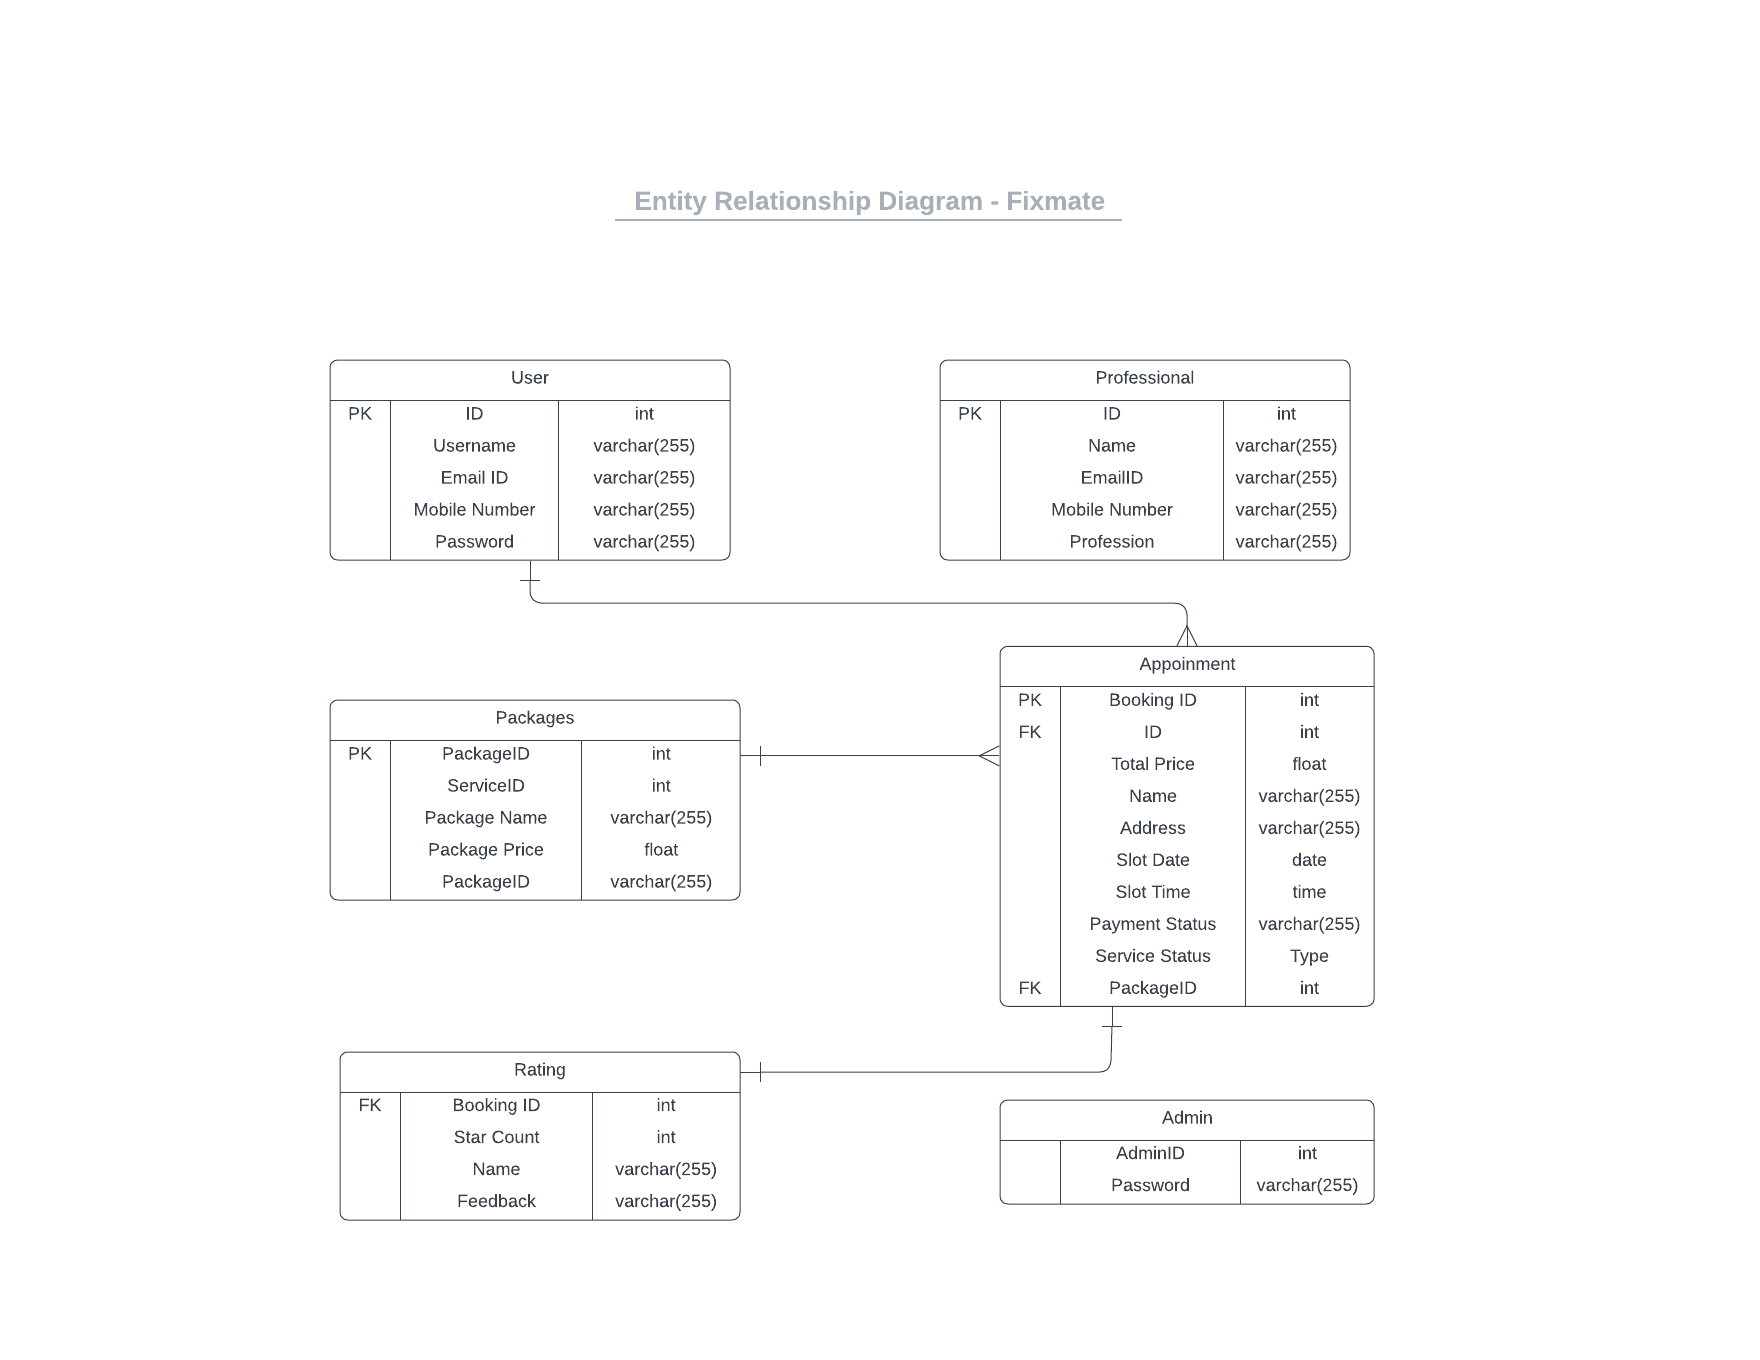 Entity Relationship Diagram - Fixmate
User
PK ID int
Username varchar(255)
Email ID varchar(255)
Mobile Number varchar(255)
Password varchar(255)
Professional
PK ID int
Name varchar(255)
EmailID varchar(255)
Mobile Number varchar(255)
Profession varchar(255)
Packages
PK PackageID int
ServiceID int
Package Name varchar(255)
Package Price float
PackageID varchar(255)
Appoinment
PK Booking ID int
FK ID int
Total Price float
Name varchar(255)
Address varchar(255)
Slot Date date
Slot Time time
Payment Status varchar(255)
Service Status Type
FK PackageID int
Rating
FK Booking ID int
Star Count int
Name varchar(255)
Feedback varchar(255)
Admin
AdminID int
Password varchar(255)